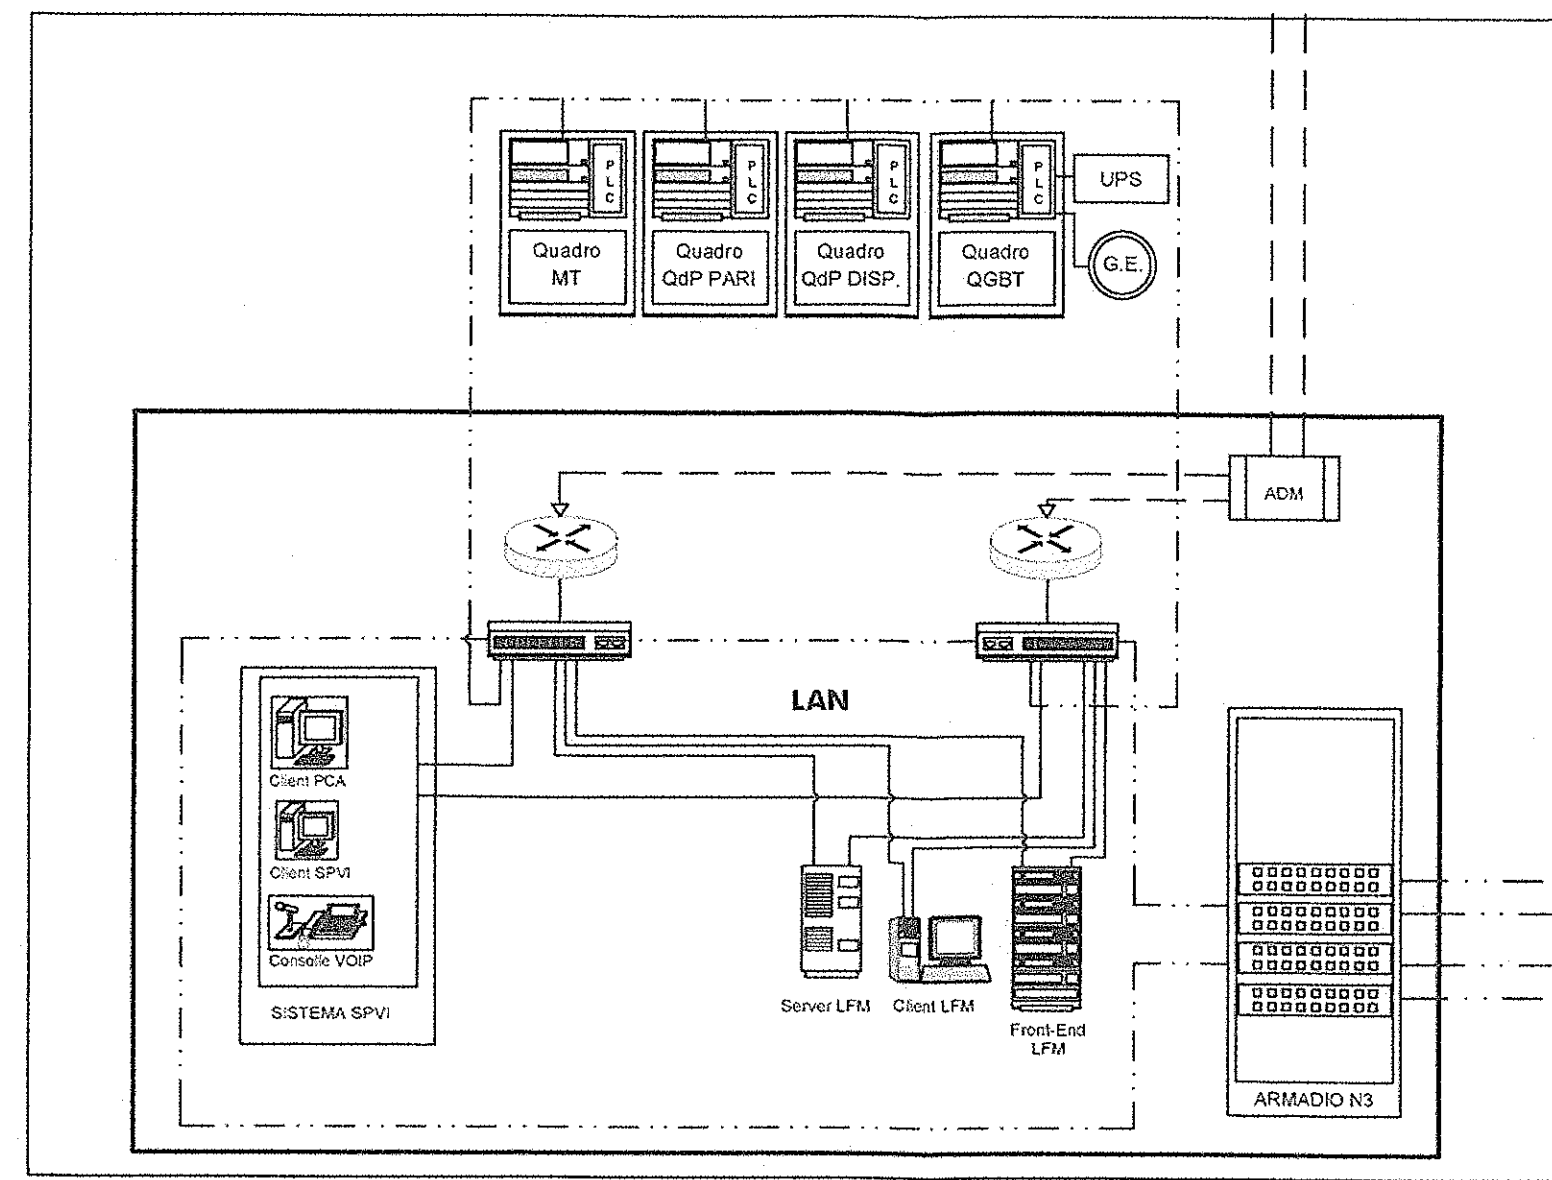 PLC
PLC
PLC
PLC
UPS
G.E.
Quadro
MT
Quadro
QdP PARI
Quadro
QdP DISP.
Quadro
QGBT
ADM
LAN
Client PCA
Client SPVI
Consolle VOIP
SISTEMA SPVI
Server LFM
Client LFM
Front-End
LFM
ARMADIO N3